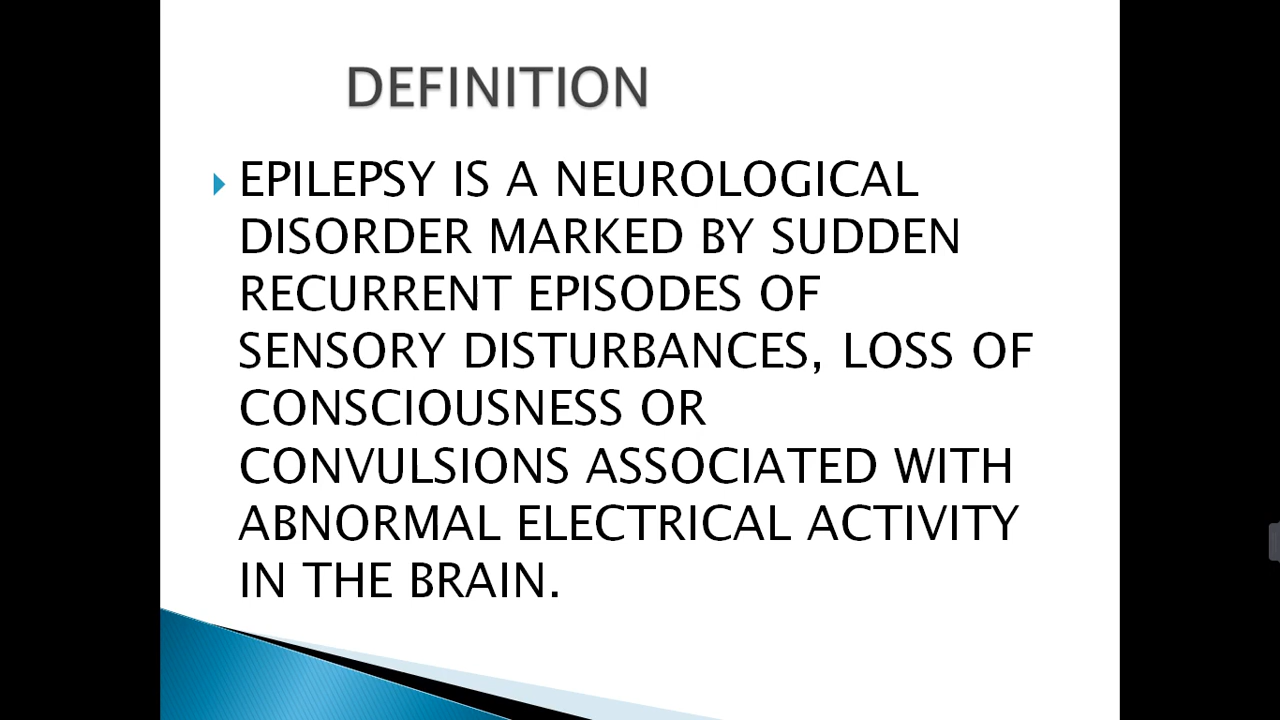 DEFINITION
EPILEPSY IS A NEUROLOGICAL
DISORDER MARKED BY SUDDEN
RECURRENT EPISODES OF
SENSORY DISTURBANCES, LOSS OF
CONSCIOUSNESS OR
CONVULSIONS ASSOCIATED WITH
ABNORMAL ELECTRICAL ACTIVITY
IN THE BRAIN.